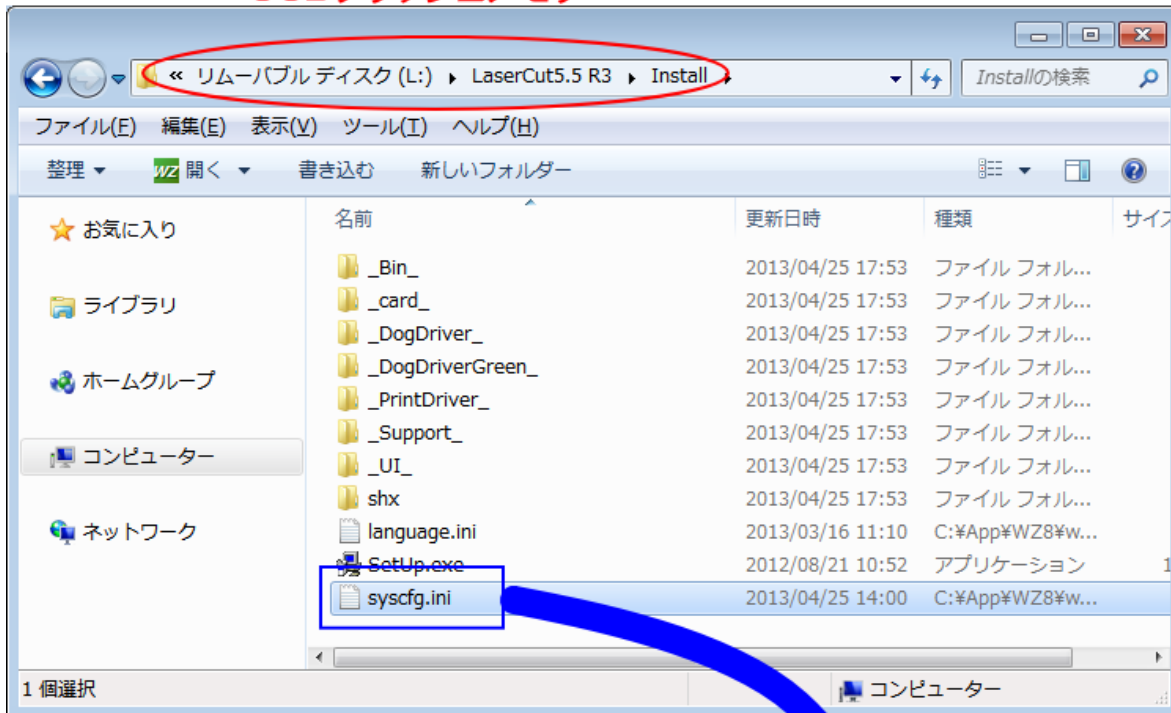 « リムーバブル ディスク (L:) ▸ LaserCut5.5 R3 ▸ Install ▸
Installの検索
ファイル(F) 編集(E) 表示(V) ツール(T) ヘルプ(H)
整理 ▼ WZ 開く ▼ 書き込む 新しいフォルダー
お気に入り
ライブラリ
ホームグループ
コンピューター
ネットワーク
名前 更新日時 種類 サイズ
_Bin_ 2013/04/25 17:53 ファイル フォル...
_card_ 2013/04/25 17:53 ファイル フォル...
_DogDriver_ 2013/04/25 17:53 ファイル フォル...
_DogDriverGreen_ 2013/04/25 17:53 ファイル フォル...
_PrintDriver_ 2013/04/25 17:53 ファイル フォル...
_Support_ 2013/04/25 17:53 ファイル フォル...
_UI_ 2013/04/25 17:53 ファイル フォル...
shx 2013/04/25 17:53 ファイル フォル...
language.ini 2013/03/16 11:10 C:¥App¥WZ8¥w...
SetUp.exe 2012/08/21 10:52 アプリケーション 1
syscfg.ini 2013/04/25 14:00 C:¥App¥WZ8¥w...
1 個選択 コンピューター